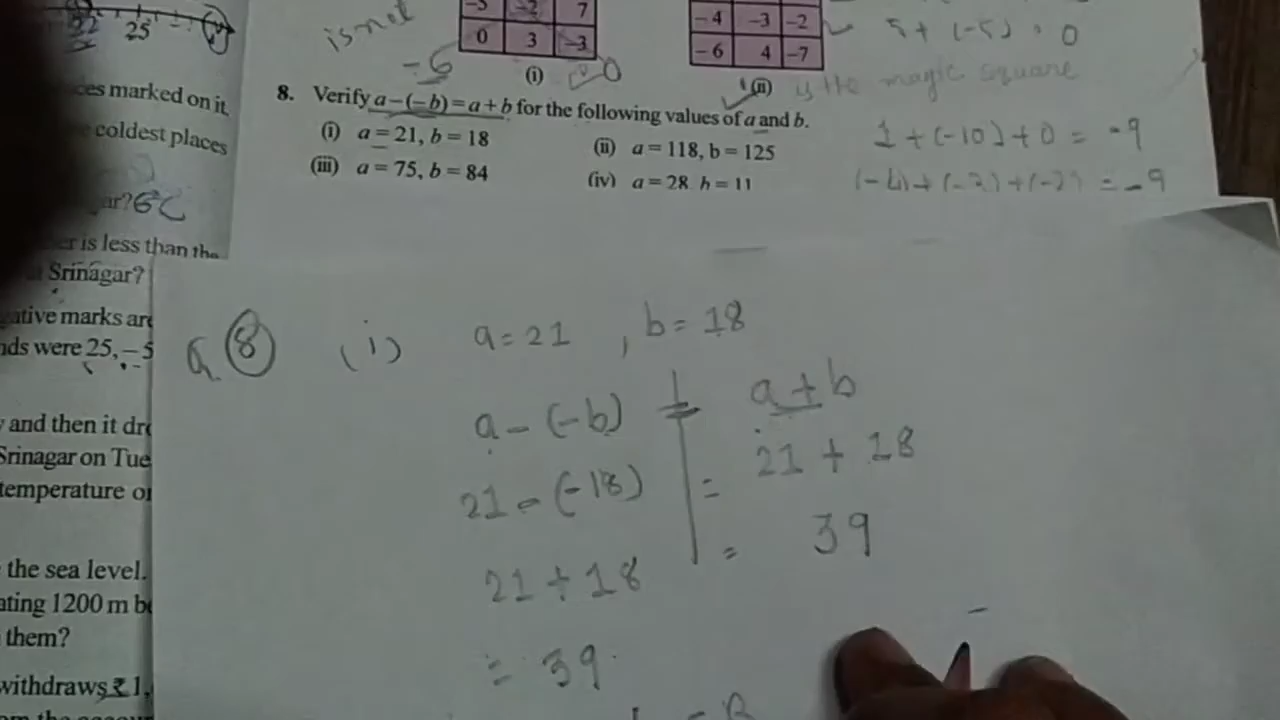 25
-2 7
0 3 -3
(i)
is not
-6
-4 -3 -2
-6 4 -7
(ii)
5 + (-5) = 0
is the magic square
1 + (-10) + 0 = -9
8. Verify a – (– b) = a + b for the following values of a and b.
(i) a = 21, b = 18
(ii) a = 118, b = 125
(iii) a = 75, b = 84
(iv) a = 28, b = 11
ces marked on it.
coldest places
er is less than the
Srinagar?
ative marks are
nds were 25, – 5
and then it dro
Srinagar on Tue
temperature o
the sea level.
ating 1200 m be
them?
withdraws ₹ 1,
Q 8 (i) a = 21, b = 18
a - (-b) = a + b
21 - (-18) = 21 + 18
21 + 18 = 39
= 39